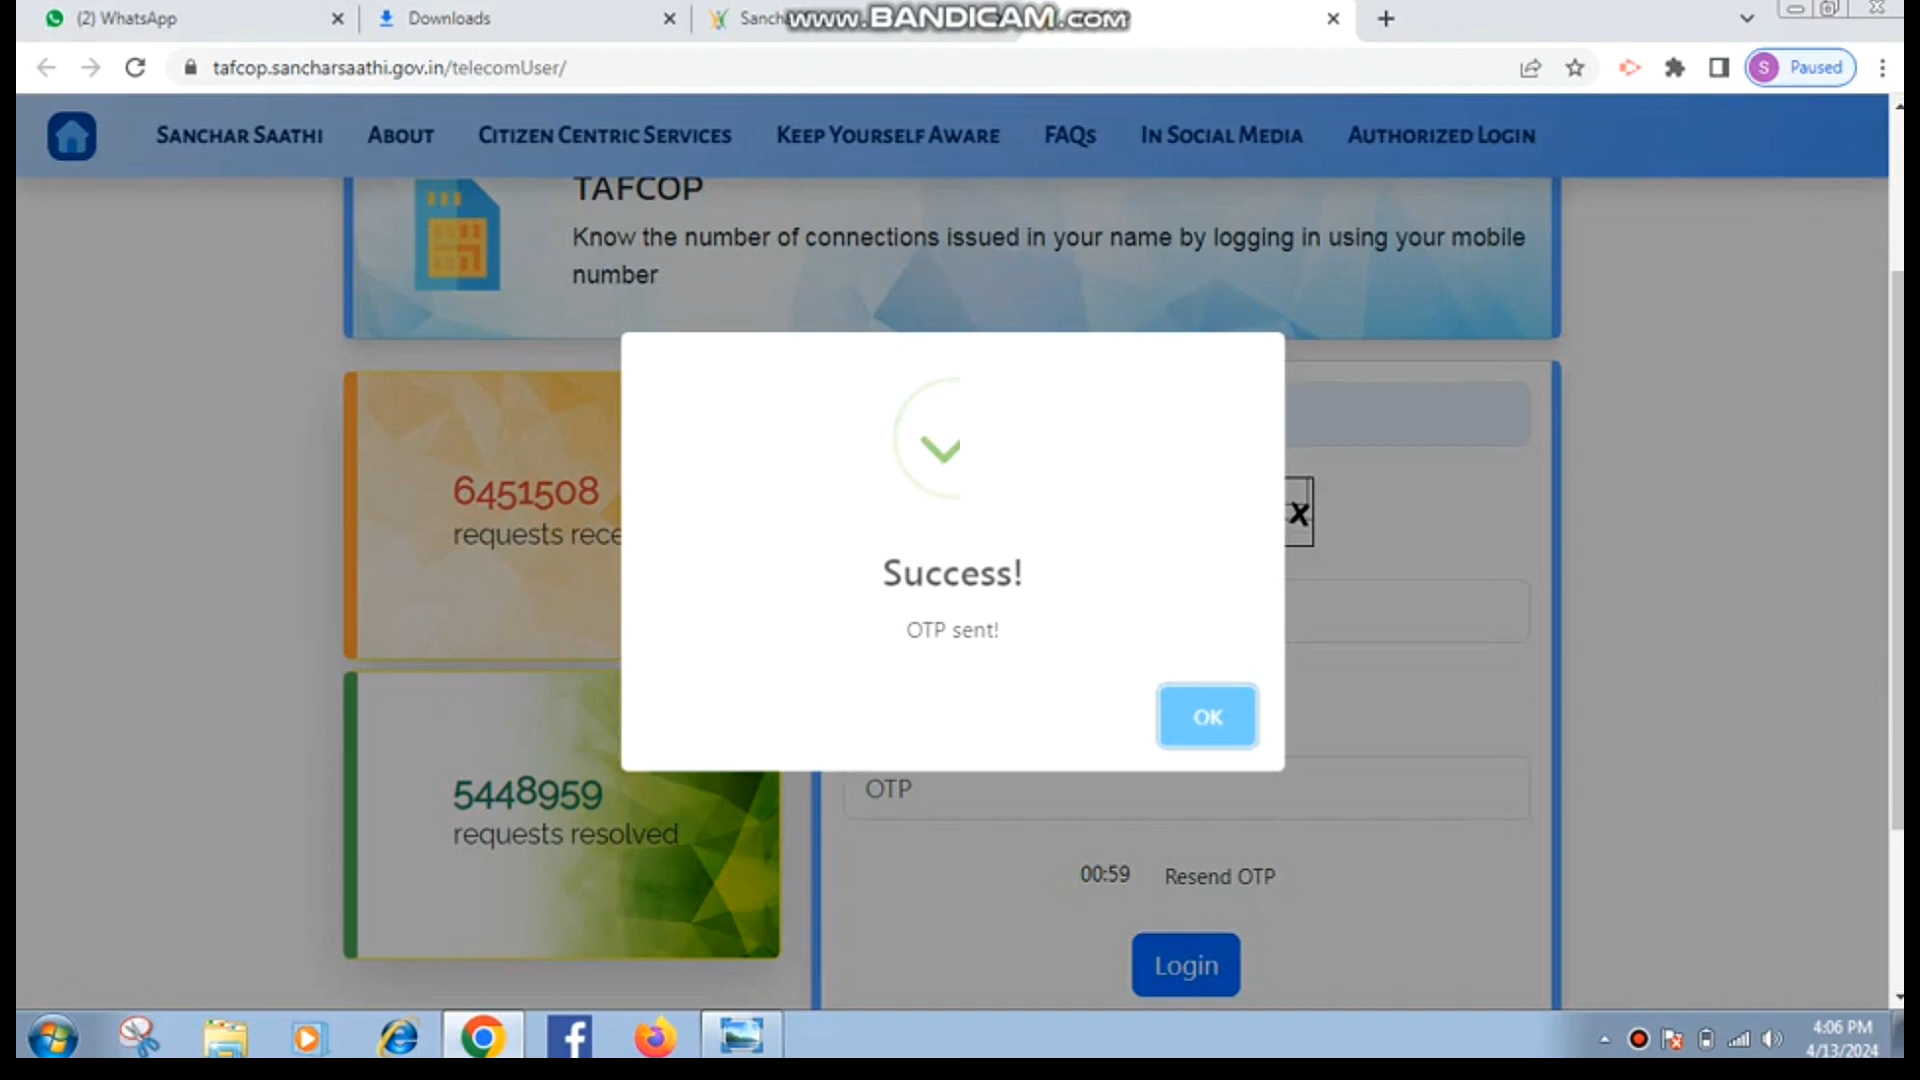 (2) WhatsApp
Downloads
Sanch
www.BANDICAM.com
tafcop.sancharsaathi.gov.in/telecomUser/
S Paused
SANCHAR SAATHI ABOUT CITIZEN CENTRIC SERVICES KEEP YOURSELF AWARE FAQs IN SOCIAL MEDIA AUTHORIZED LOGIN
TAFCOP
Know the number of connections issued in your name by logging in using your mobile
number
6451508
requests rece
x
Success!
OTP sent!
OK
5448959
requests resolved
OTP
00:59 Resend OTP
Login
4:06 PM
4/13/2024